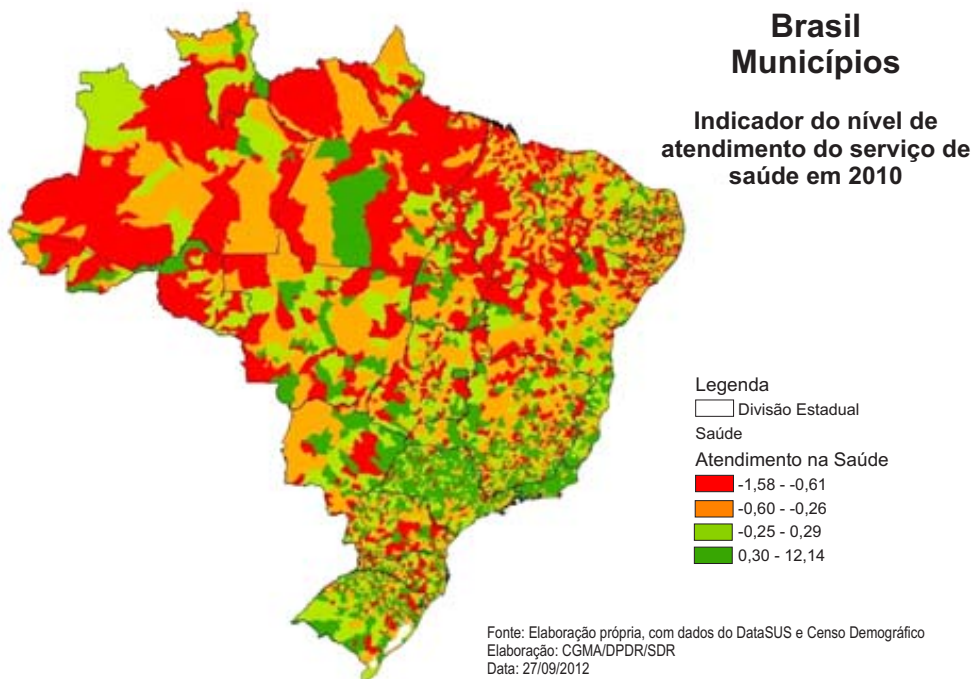 Brasil
Municípios
Indicador do nível de
atendimento do serviço de
saúde em 2010
Legenda
Divisão Estadual
Saúde
Atendimento na Saúde
-1,58 - -0,61
-0,60 - -0,26
-0,25 - 0,29
0,30 - 12,14
Fonte: Elaboração própria, com dados do DataSUS e Censo Demográfico
Elaboração: CGMA/DPDR/SDR
Data: 27/09/2012